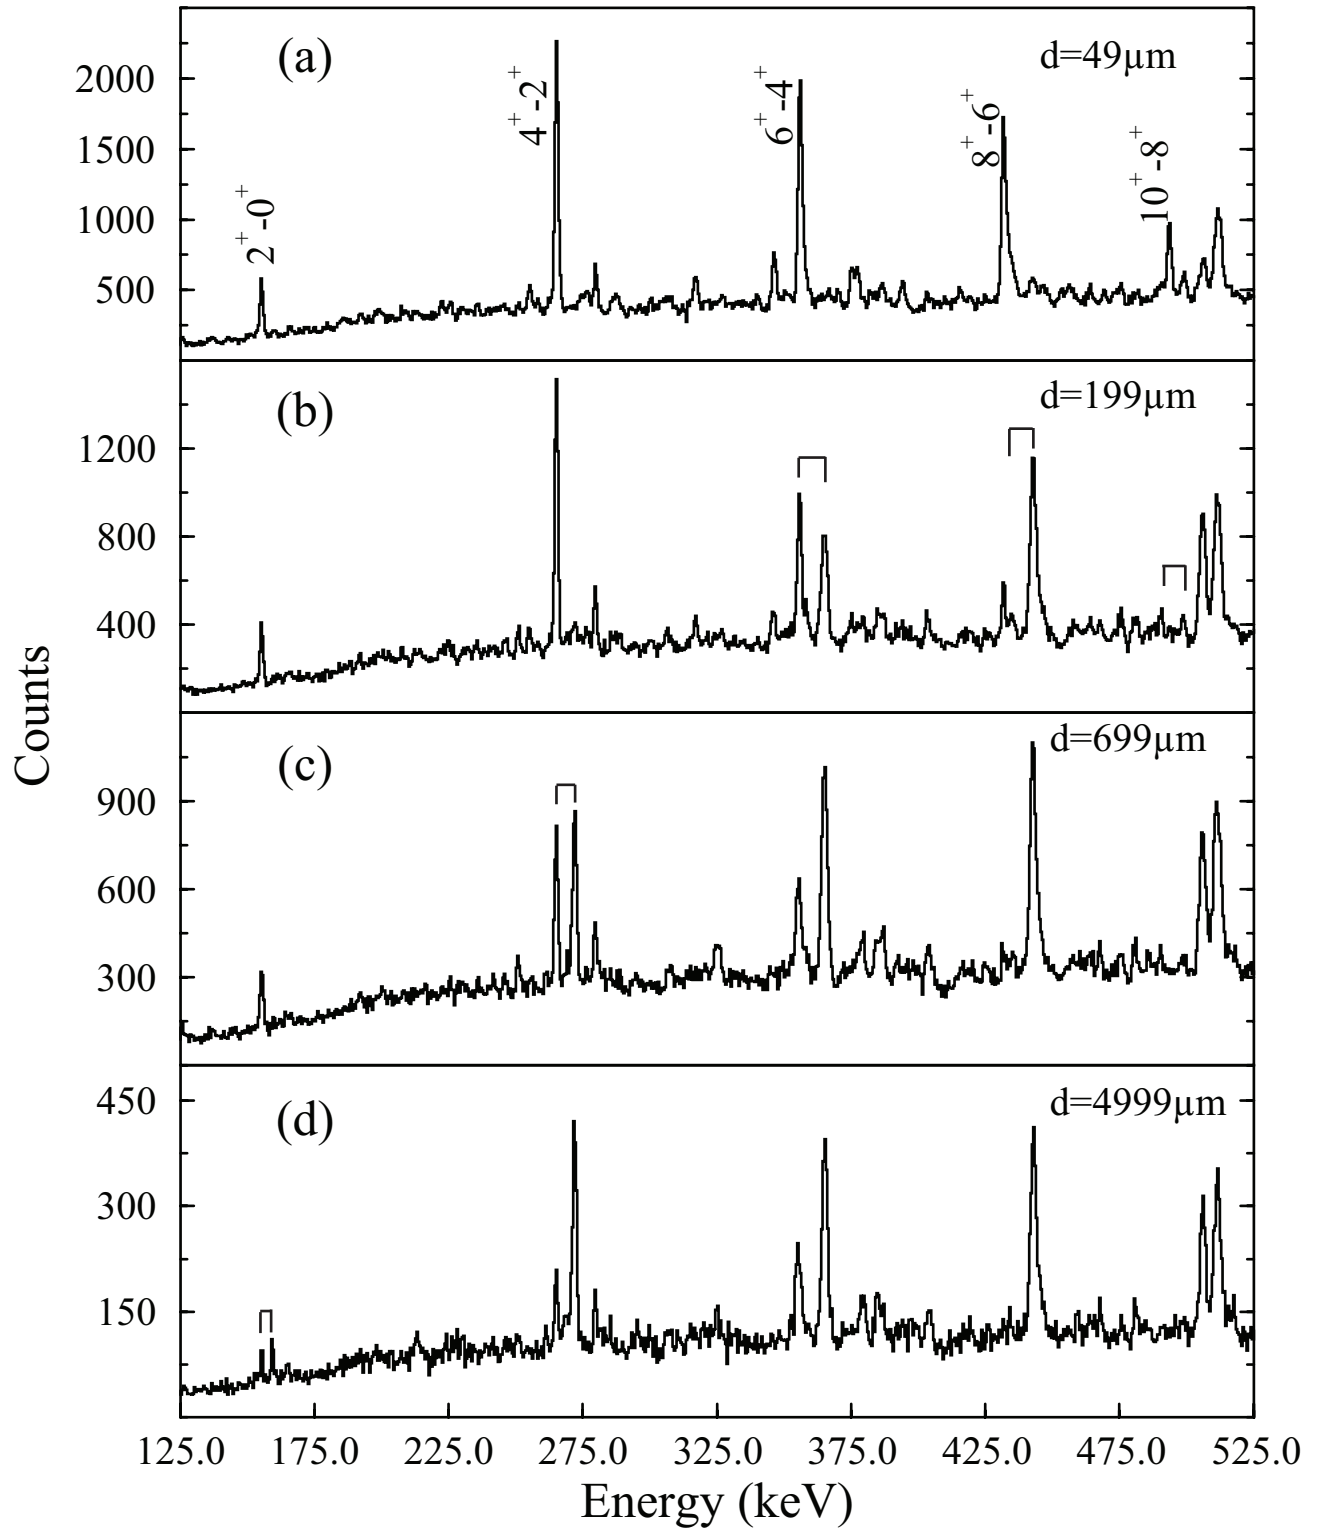 (a)
d=49µm
2000
1500
1000
500
2⁺-0⁺
4⁺-2⁺
6⁺-4⁺
8⁺-6⁺
10⁺-8⁺
(b)
d=199µm
1200
800
400
(c)
d=699µm
900
600
300
(d)
d=4999µm
450
300
150
Counts
125.0 175.0 225.0 275.0 325.0 375.0 425.0 475.0 525.0
Energy (keV)